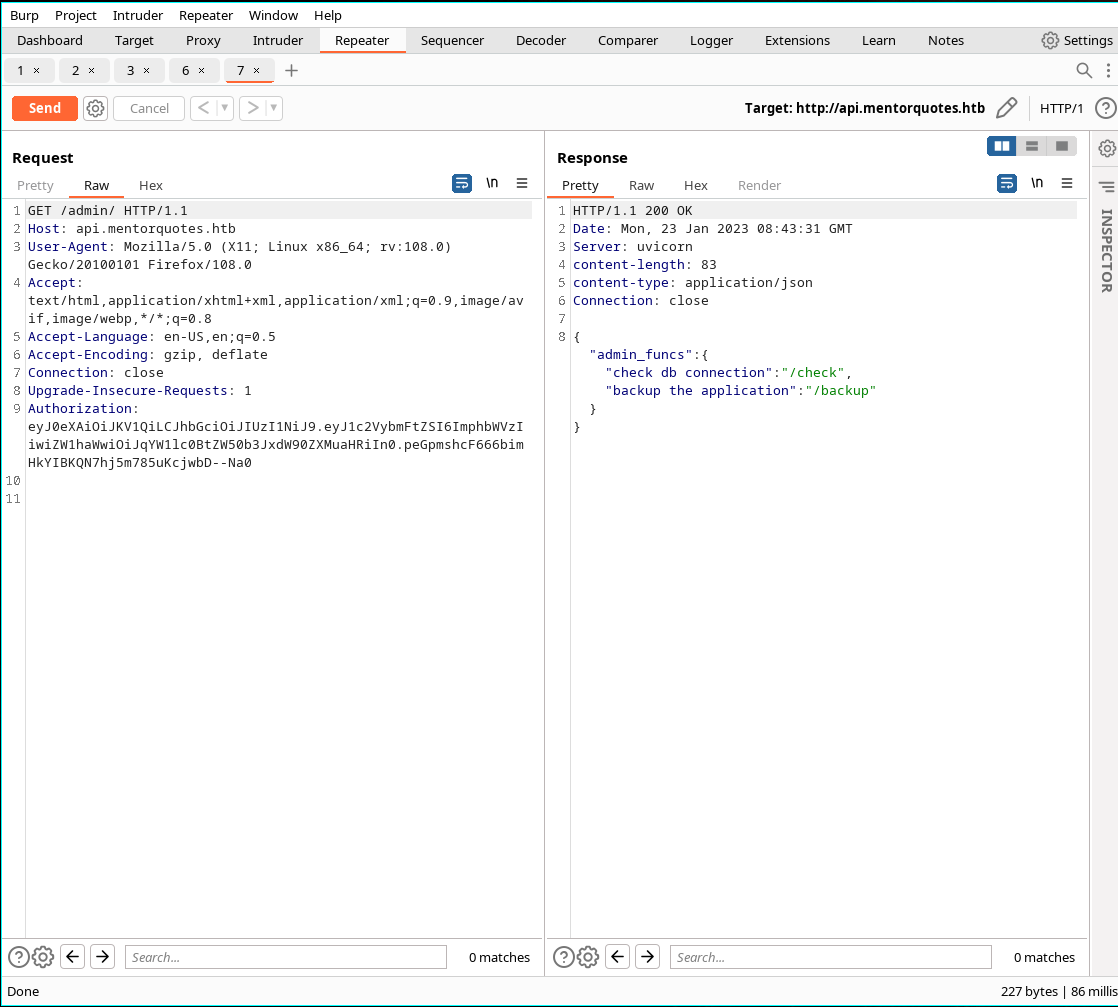 Burp Project Intruder Repeater Window Help
Dashboard Target Proxy Intruder Repeater Sequencer Decoder Comparer Logger Extensions Learn Notes Settings
1 × 2 × 3 × 6 × 7 × +
Send Cancel < ▾ > ▾ Target: http://api.mentorquotes.htb HTTP/1 ?
Request
Pretty Raw Hex \n
1 GET /admin/ HTTP/1.1
2 Host: api.mentorquotes.htb
3 User-Agent: Mozilla/5.0 (X11; Linux x86_64; rv:108.0)
Gecko/20100101 Firefox/108.0
4 Accept:
text/html,application/xhtml+xml,application/xml;q=0.9,image/av
if,image/webp,*/*;q=0.8
5 Accept-Language: en-US,en;q=0.5
6 Accept-Encoding: gzip, deflate
7 Connection: close
8 Upgrade-Insecure-Requests: 1
9 Authorization:
eyJ0eXAiOiJKV1QiLCJhbGciOiJIUzI1NiJ9.eyJ1c2VybmFtZSI6ImphbWVzI
iwiZW1haWwiOiJqYW1lc0BtZW50b3JxdW90ZXMuaHRiIn0.peGpmshcF666bim
HkYIBKQN7hj5m785uKcjwbD--Na0
10
11
Response
Pretty Raw Hex Render \n
1 HTTP/1.1 200 OK
2 Date: Mon, 23 Jan 2023 08:43:31 GMT
3 Server: uvicorn
4 content-length: 83
5 content-type: application/json
6 Connection: close
7
8 {
"admin_funcs":{
"check db connection":"/check",
"backup the application":"/backup"
}
}
INSPECTOR
? Search... 0 matches
? Search... 0 matches
Done 227 bytes | 86 millis